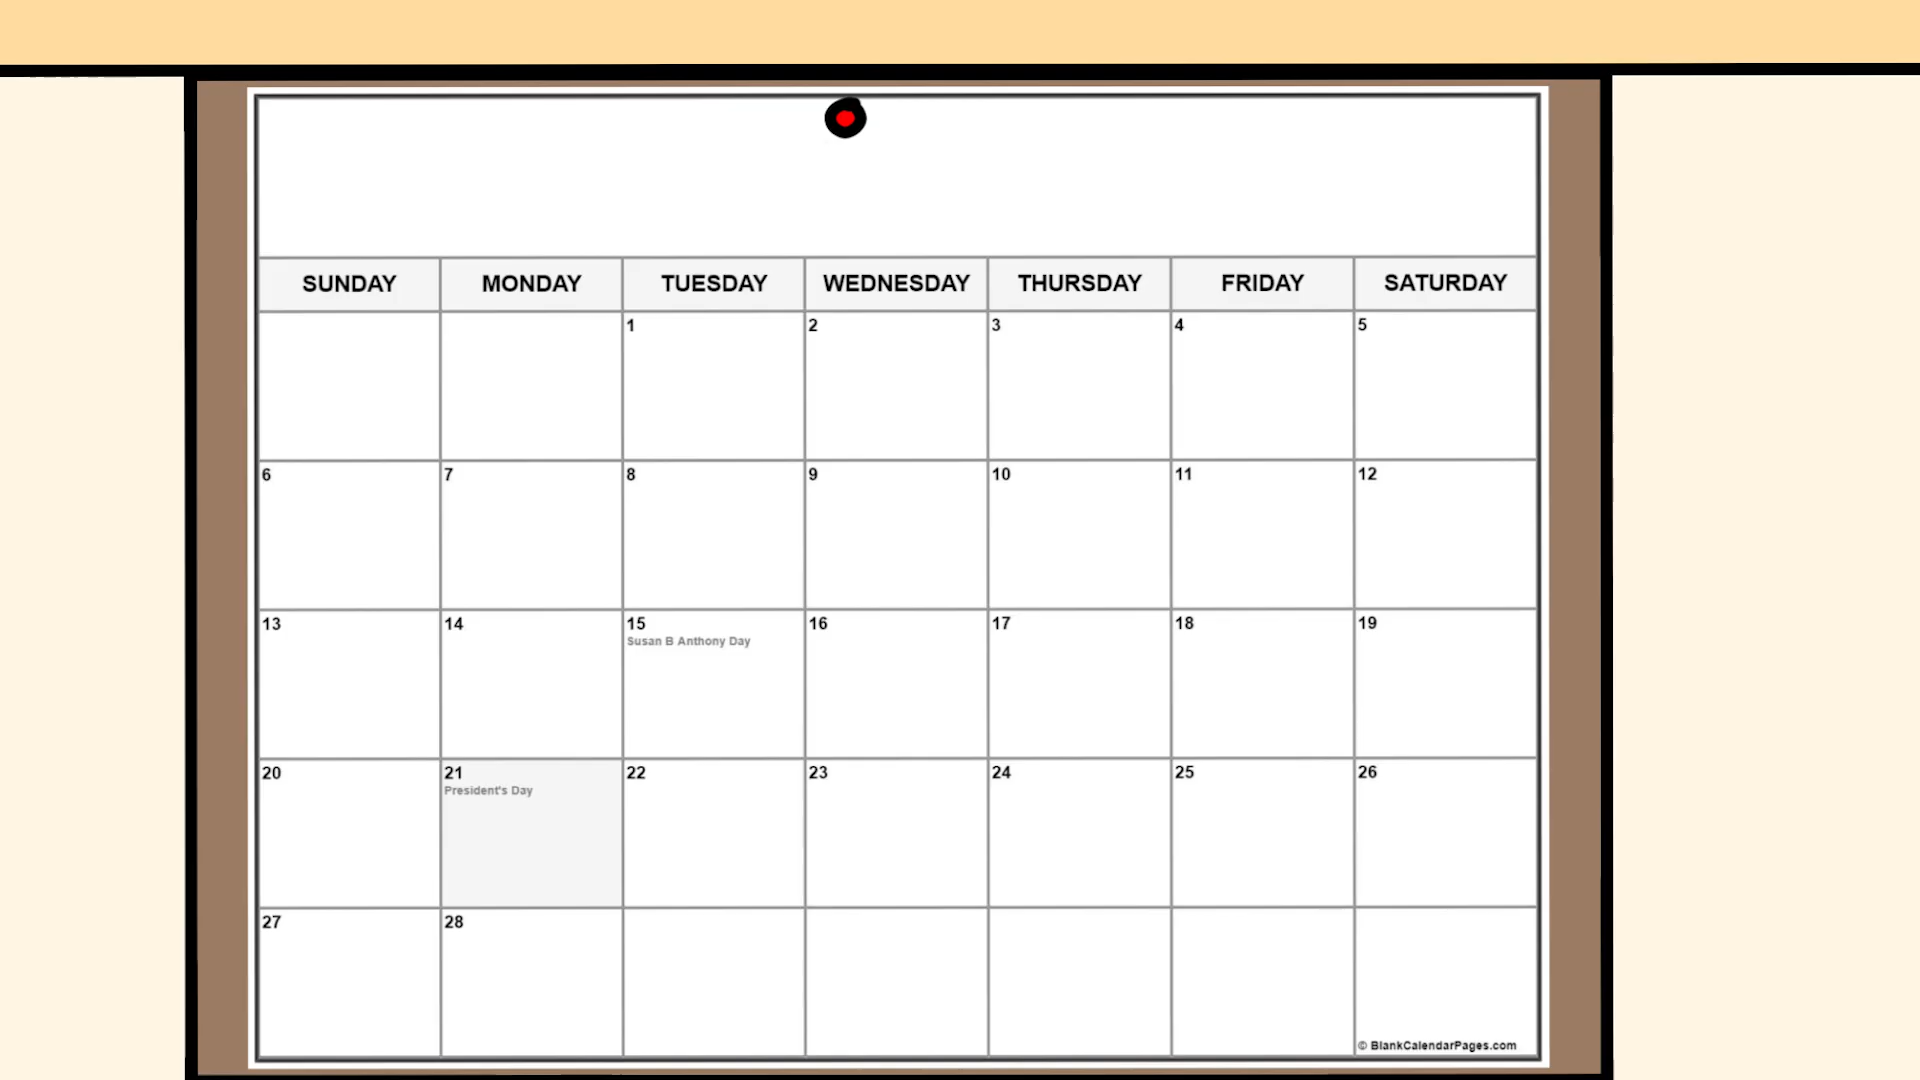 SUNDAY MONDAY TUESDAY WEDNESDAY THURSDAY FRIDAY SATURDAY
1 2 3 4 5
6 7 8 9 10 11 12
13 14 15 16 17 18 19
Susan B Anthony Day
20 21 22 23 24 25 26
President's Day
27 28
© BlankCalendarPages.com